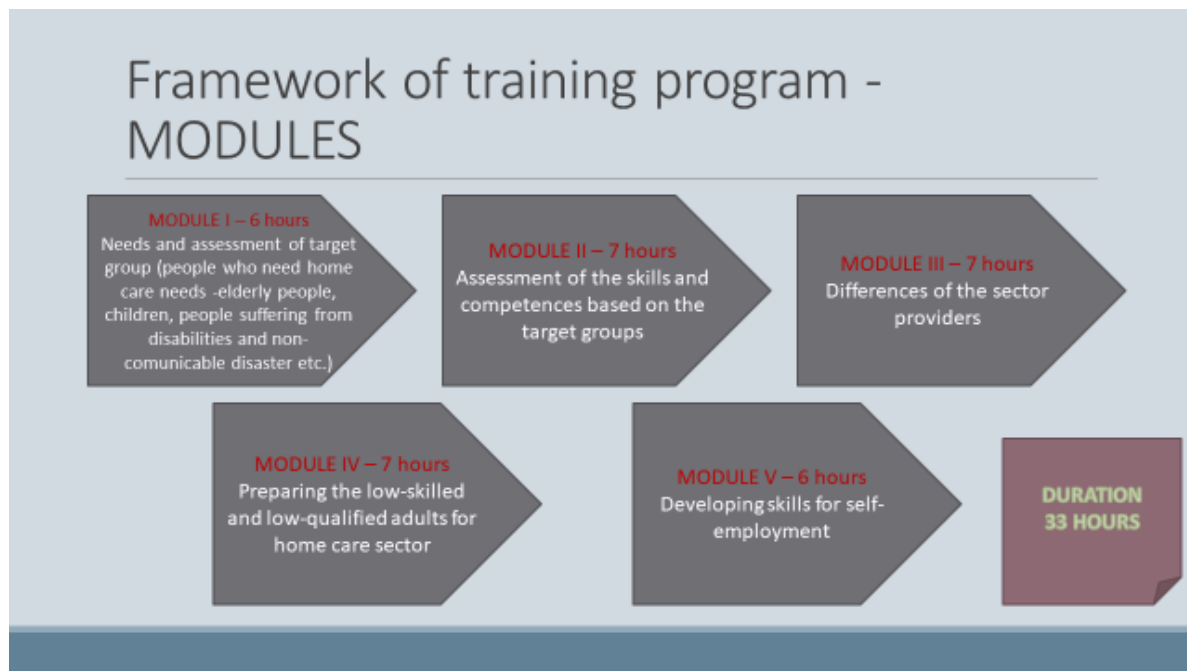 Framework of training program -
MODULES
MODULE I – 6 hours
Needs and assessment of target
group (people who need home
care needs -elderly people,
children, people suffering from
disabilities and non-
comunicable disaster etc.)
MODULE II – 7 hours
Assessment of the skills and
competences based on the
target groups
MODULE III – 7 hours
Differences of the sector
providers
MODULE IV – 7 hours
Preparing the low-skilled
and low-qualified adults for
home care sector
MODULE V – 6 hours
Developing skills for self-
employment
DURATION
33 HOURS